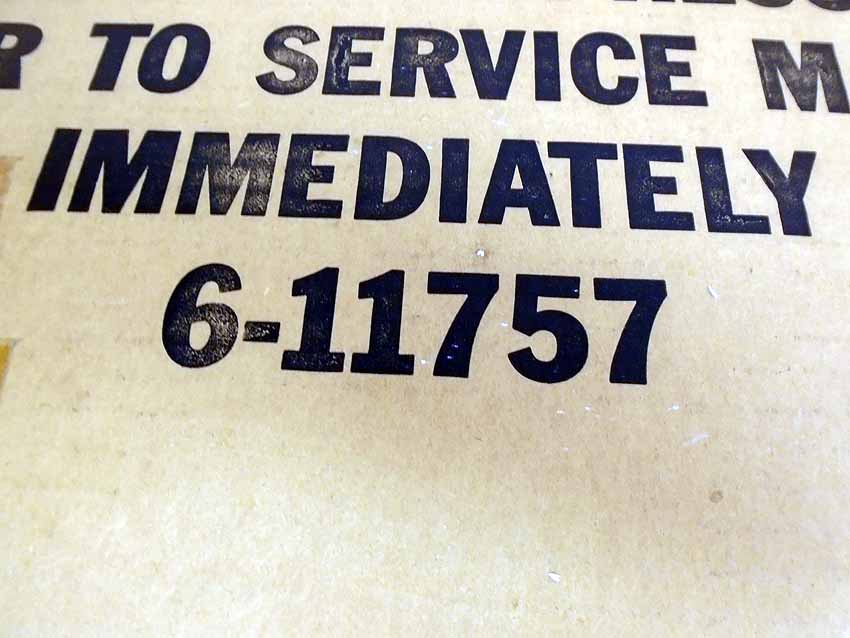 R TO SERVICE M
IMMEDIATELY
6-11757